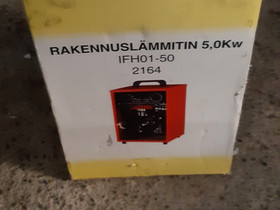 RAKENNUSLÄMMITIN 5,0Kw
IFH01-50
2164